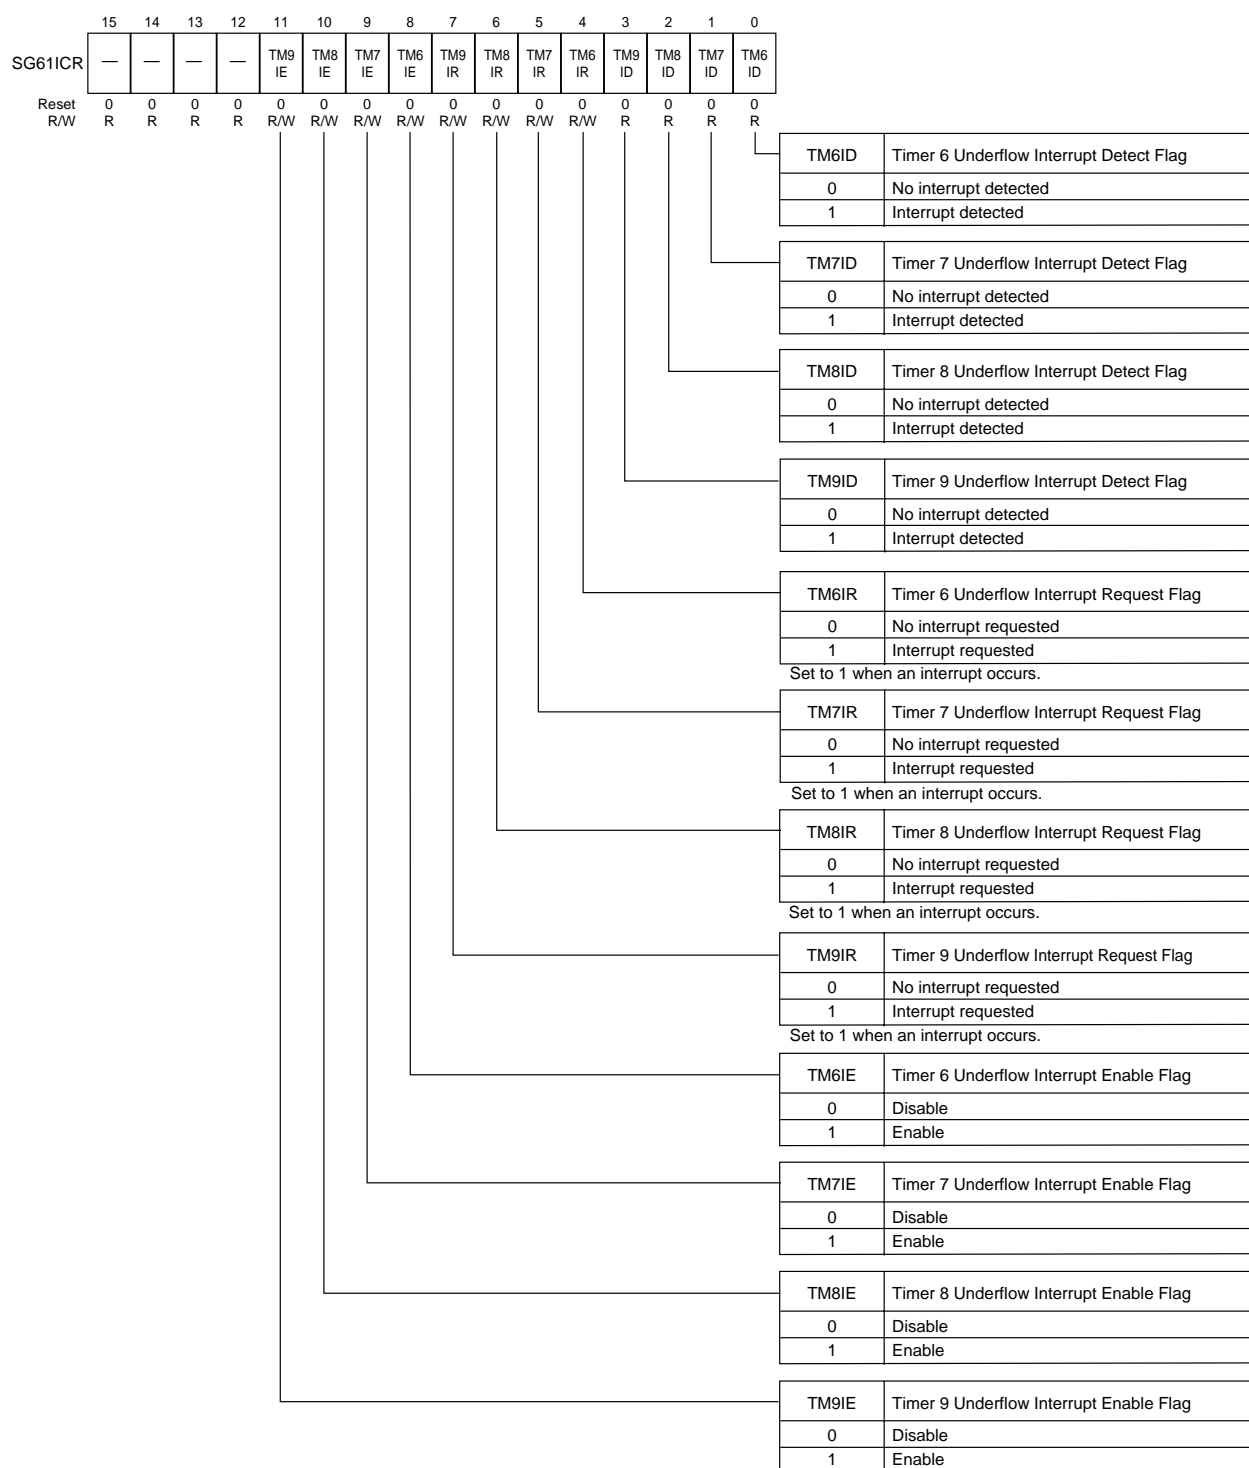 15 14 13 12 11 10 9 8 7 6 5 4 3 2 1 0
SG61ICR — — — — TM9 IE TM8 IE TM7 IE TM6 IE TM9 IR TM8 IR TM7 IR TM6 IR TM9 ID TM8 ID TM7 ID TM6 ID
Reset 0 0 0 0 0 0 0 0 0 0 0 0 0 0 0 0
R/W R R R R R/W R/W R/W R/W R/W R/W R/W R/W R R R R
TM6ID Timer 6 Underflow Interrupt Detect Flag
0 No interrupt detected
1 Interrupt detected
TM7ID Timer 7 Underflow Interrupt Detect Flag
0 No interrupt detected
1 Interrupt detected
TM8ID Timer 8 Underflow Interrupt Detect Flag
0 No interrupt detected
1 Interrupt detected
TM9ID Timer 9 Underflow Interrupt Detect Flag
0 No interrupt detected
1 Interrupt detected
TM6IR Timer 6 Underflow Interrupt Request Flag
0 No interrupt requested
1 Interrupt requested
Set to 1 when an interrupt occurs.
TM7IR Timer 7 Underflow Interrupt Request Flag
0 No interrupt requested
1 Interrupt requested
Set to 1 when an interrupt occurs.
TM8IR Timer 8 Underflow Interrupt Request Flag
0 No interrupt requested
1 Interrupt requested
Set to 1 when an interrupt occurs.
TM9IR Timer 9 Underflow Interrupt Request Flag
0 No interrupt requested
1 Interrupt requested
Set to 1 when an interrupt occurs.
TM6IE Timer 6 Underflow Interrupt Enable Flag
0 Disable
1 Enable
TM7IE Timer 7 Underflow Interrupt Enable Flag
0 Disable
1 Enable
TM8IE Timer 8 Underflow Interrupt Enable Flag
0 Disable
1 Enable
TM9IE Timer 9 Underflow Interrupt Enable Flag
0 Disable
1 Enable